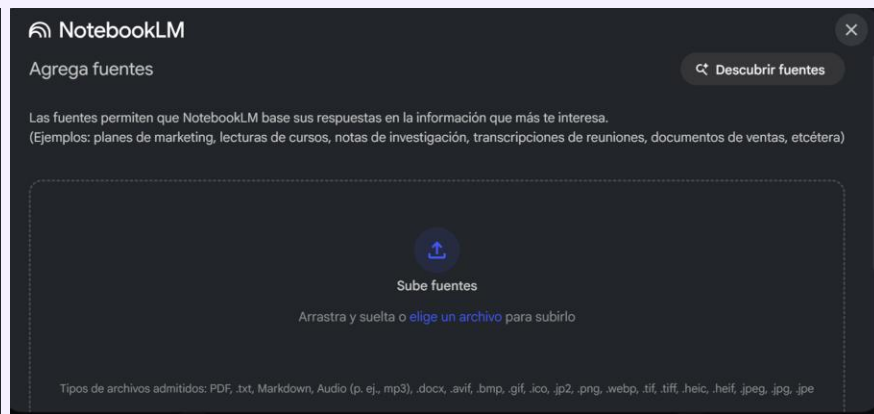 NotebookLM
Agrega fuentes
Descubrir fuentes
Las fuentes permiten que NotebookLM base sus respuestas en la información que más te interesa.
(Ejemplos: planes de marketing, lecturas de cursos, notas de investigación, transcripciones de reuniones, documentos de ventas, etcétera)
Sube fuentes
Arrastra y suelta o elige un archivo para subirlo
Tipos de archivos admitidos: PDF, .txt, Markdown, Audio (p. ej., mp3), .docx, .avif, .bmp, .gif, .ico, .jp2, .png, .webp, .tif, .tiff, .heic, .heif, .jpeg, .jpg, .jpe